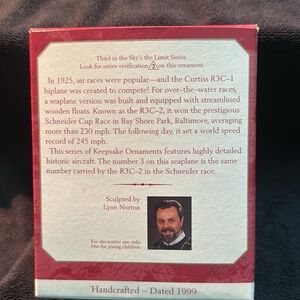 Third in the Sky's the Limit Series.
Look for series verification 3 on this ornament.
In 1925, air races were popular—and the Curtiss R3C–1
biplane was created to compete! For over–the–water races,
a seaplane version was built and equipped with streamlined
wooden floats. Known as the R3C–2, it won the prestigious
Schneider Cup Race in Bay Shore Park, Baltimore, averaging
more than 230 mph. The following day, it set a world speed
record of 245 mph.
This series of Keepsake Ornaments features highly detailed
historic aircraft. The number 3 on this seaplane is the same
number carried by the R3C–2 in the Schneider race.
Sculpted by
Lynn Norton
For decorative use only.
Not for young children.
Handcrafted – Dated 1999